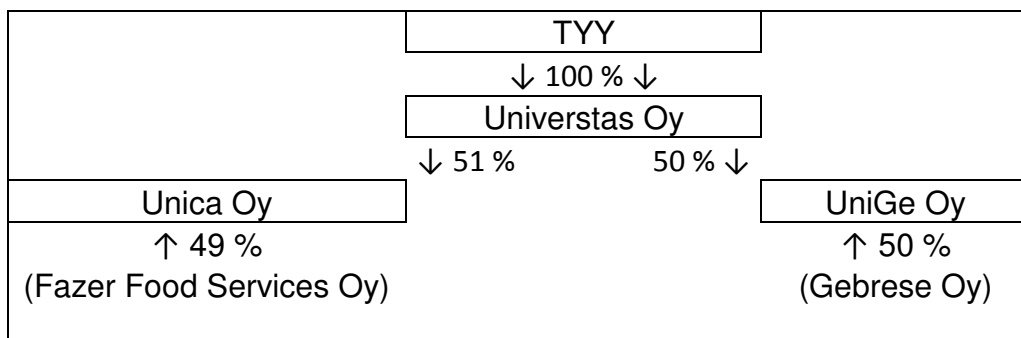 TYY
↓ 100 % ↓
Universtas Oy
↓ 51 % 50 % ↓
Unica Oy UniGe Oy
↑ 49 % ↑ 50 %
(Fazer Food Services Oy) (Gebrese Oy)